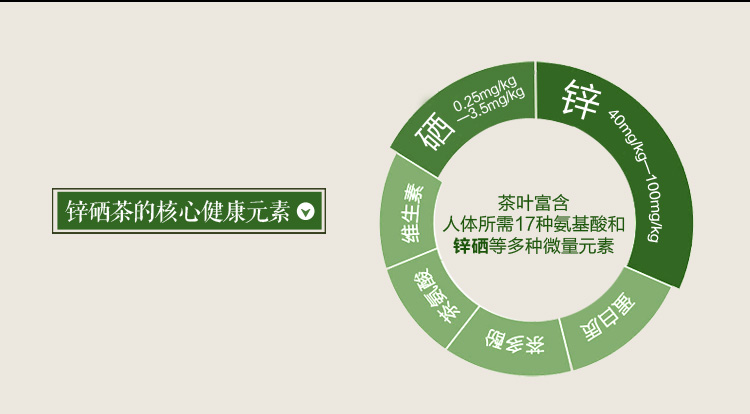 锌硒茶的核心健康元素
硒
0.25mg/kg
—3.5mg/kg
锌
40mg/kg—100mg/kg
蛋白质
茶多酚
茶氨酸
维生素
茶叶富含
人体所需17种氨基酸和
锌硒等多种微量元素